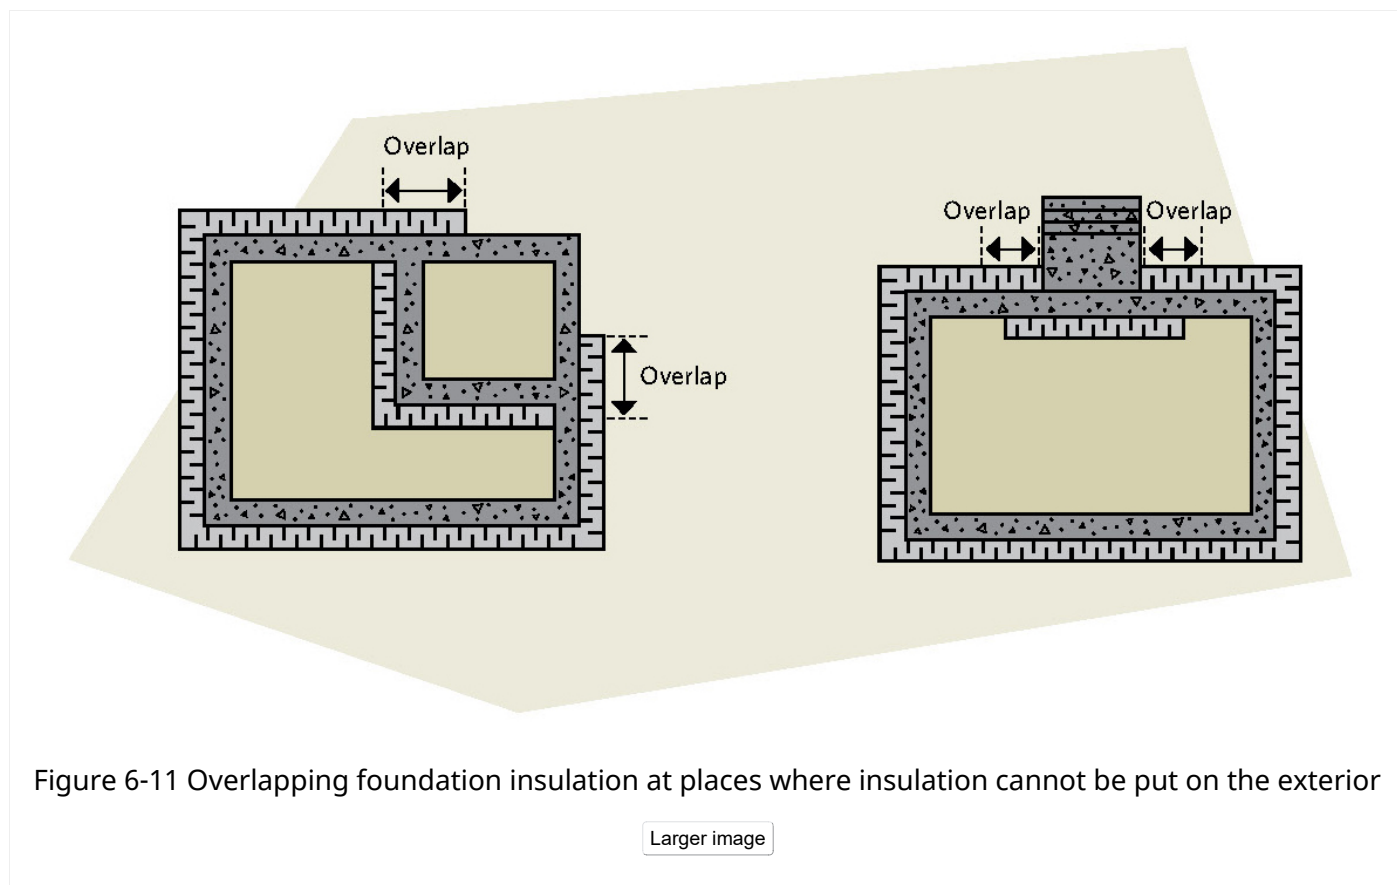 Overlap
Overlap
Overlap
Overlap
Figure 6-11 Overlapping foundation insulation at places where insulation cannot be put on the exterior
Larger image